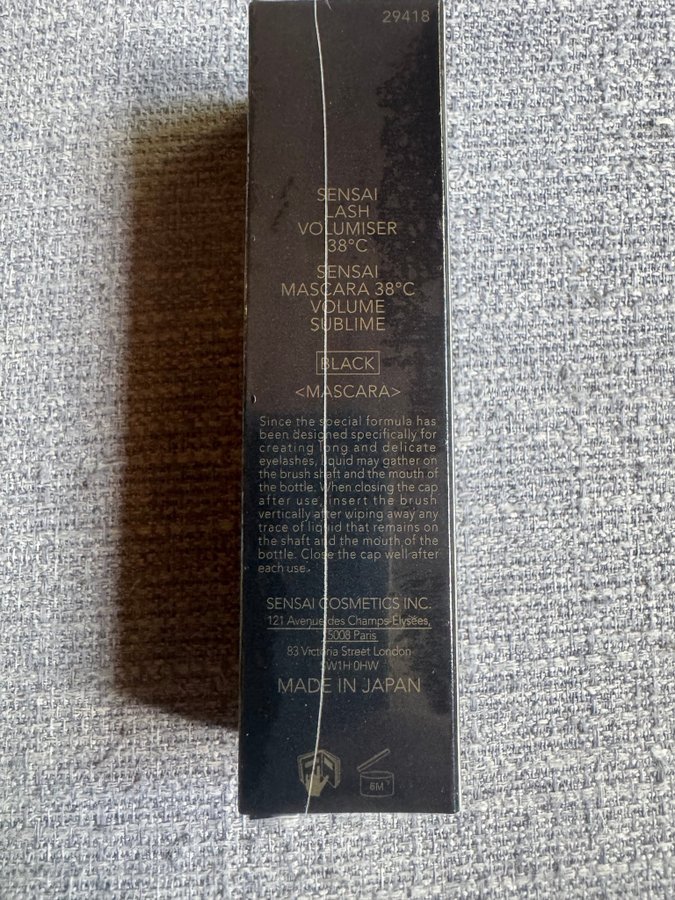 29418
SENSAI
LASH
VOLUMISER
38°C
SENSAI
MASCARA 38°C
VOLUME
SUBLIME
BLACK
<MASCARA>
Since the special formula has
been designed specifically for
creating long and delicate
eyelashes, liquid may gather on
the brush shaft and the mouth of
the bottle. When closing the cap
after use, insert the brush
vertically after wiping away any
trace of liquid that remains on
the shaft and the mouth of the
bottle. Close the cap well after
each use.
SENSAI COSMETICS INC.
121 Avenue des Champs-Elysées,
75008 Paris
83 Victoria Street London
SW1H 0HW
MADE IN JAPAN
6M